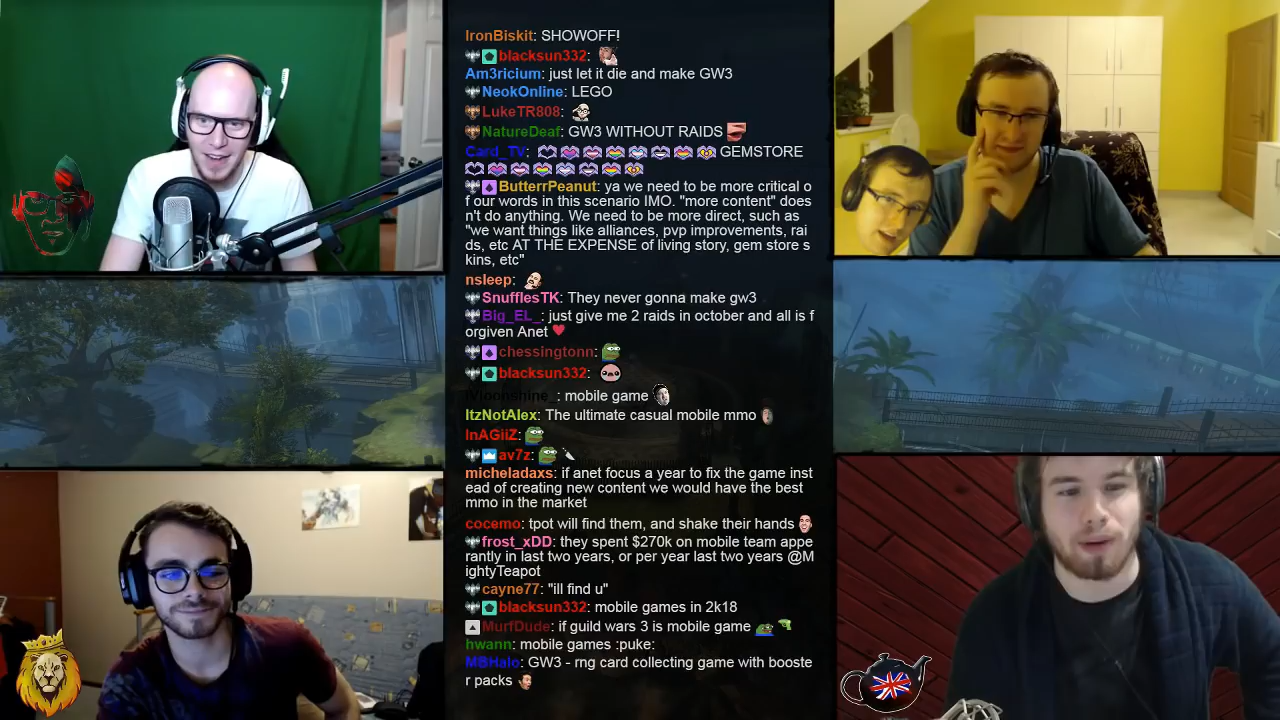 IronBiskit: SHOWOFF!
blacksun332:
Am3ricium: just let it die and make GW3
NeokOnline: LEGO
LukeTR808:
NatureDeaf: GW3 WITHOUT RAIDS
Card_TV: GEMSTORE
ButterrPeanut: ya we need to be more critical o
f our words in this scenario IMO. "more content" does
n't do anything. We need to be more direct, such as
"we want things like alliances, pvp improvements, rai
ds, etc AT THE EXPENSE of living story, gem store s
kins, etc"
nsleep:
SnufflesTK: They never gonna make gw3
Big_EL_: just give me 2 raids in october and all is f
orgiven Anet
chessingtonn:
blacksun332:
: mobile game
ItzNotAlex: The ultimate casual mobile mmo
InAGiiZ:
av7z:
micheladaxs: if anet focus a year to fix the game inst
ead of creating new content we would have the best
mmo in the market
cocemo: tpot will find them, and shake their hands
frost_xDD: they spent $270k on mobile team appe
rantly in last two years, or per year last two years @M
ightyTeapot
cayne77: "ill find u"
blacksun332: mobile games in 2k18
MurfDude: if guild wars 3 is mobile game
hwann: mobile games :puke:
MBHalo: GW3 - rng card collecting game with booste
r packs